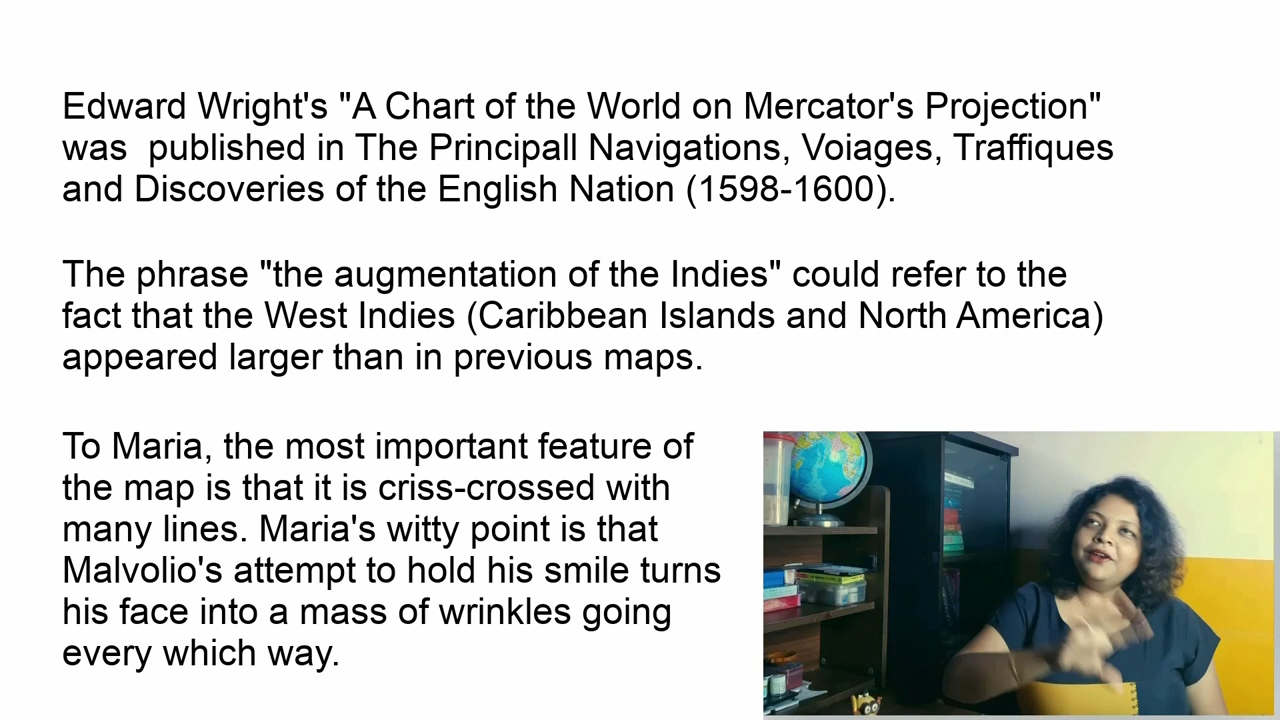 Edward Wright's "A Chart of the World on Mercator's Projection"
was  published in The Principall Navigations, Voiages, Traffiques
and Discoveries of the English Nation (1598-1600).
The phrase "the augmentation of the Indies" could refer to the
fact that the West Indies (Caribbean Islands and North America)
appeared larger than in previous maps.
To Maria, the most important feature of
the map is that it is criss-crossed with
many lines. Maria's witty point is that
Malvolio's attempt to hold his smile turns
his face into a mass of wrinkles going
every which way.